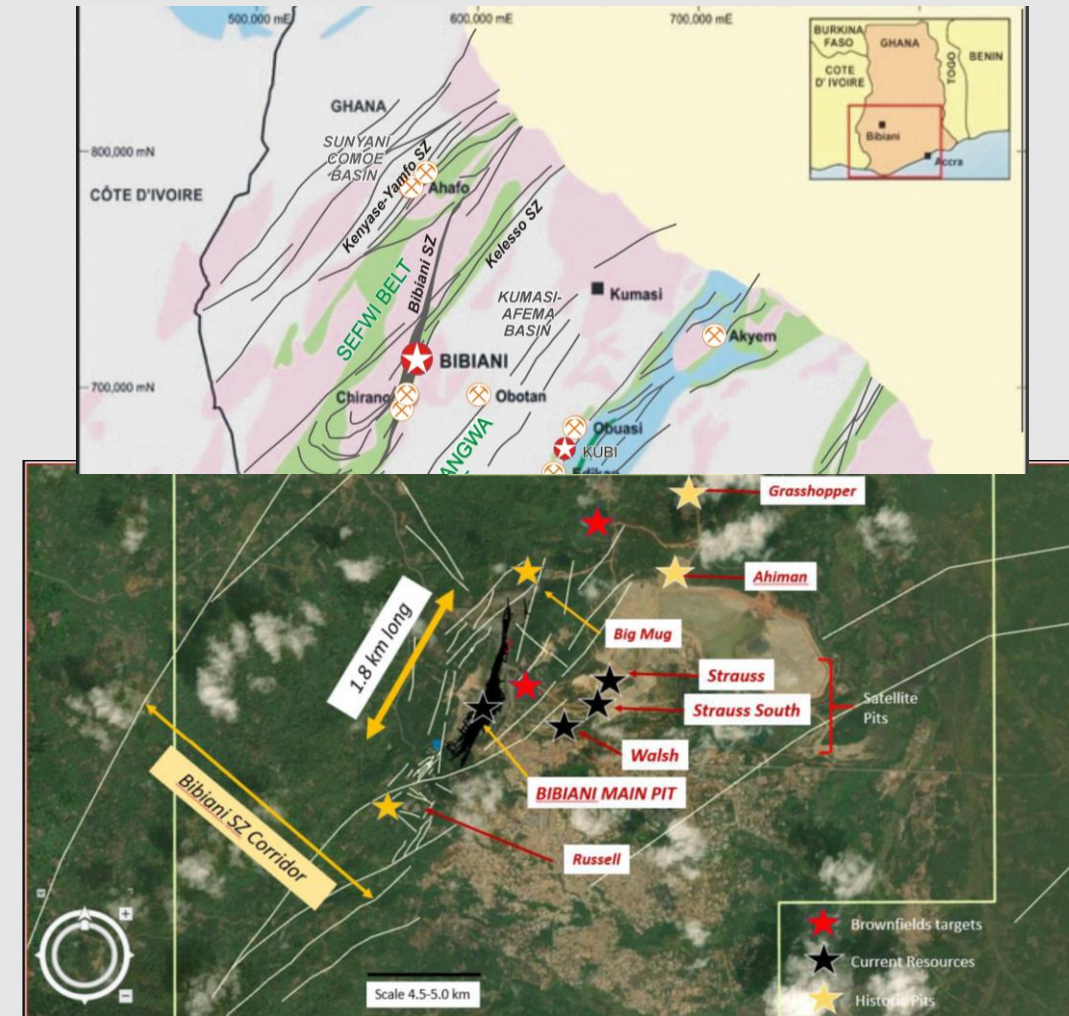 500,000 mE
600,000 mE
700,000 mE
BURKINA
FASO
GHANA
TOGO
BENIN
COTE
D' IVOIRE
Bibiani
Accra
GHANA
SUNYANI
COMOE
BASIN
800,000 mN
CÔTE D'IVOIRE
Kenyase-Yamfo SZ
Ahafo
Kelesso SZ
Bibiani SZ
SEFWI BELT
KUMASI-
AFEMA
BASIN
Kumasi
Akyem
BIBIANI
700,000 mN
Chirano
Obotan
Obuasi
KUBI
ANGWA
Edikan
Grasshopper
Ahiman
1.8 km long
Big Mug
Strauss
Strauss South
Satellite
Pits
Walsh
BIBIANI MAIN PIT
Bibiani SZ Corridor
Russell
Brownfields targets
Current Resources
Historic Pits
Scale 4.5-5.0 km